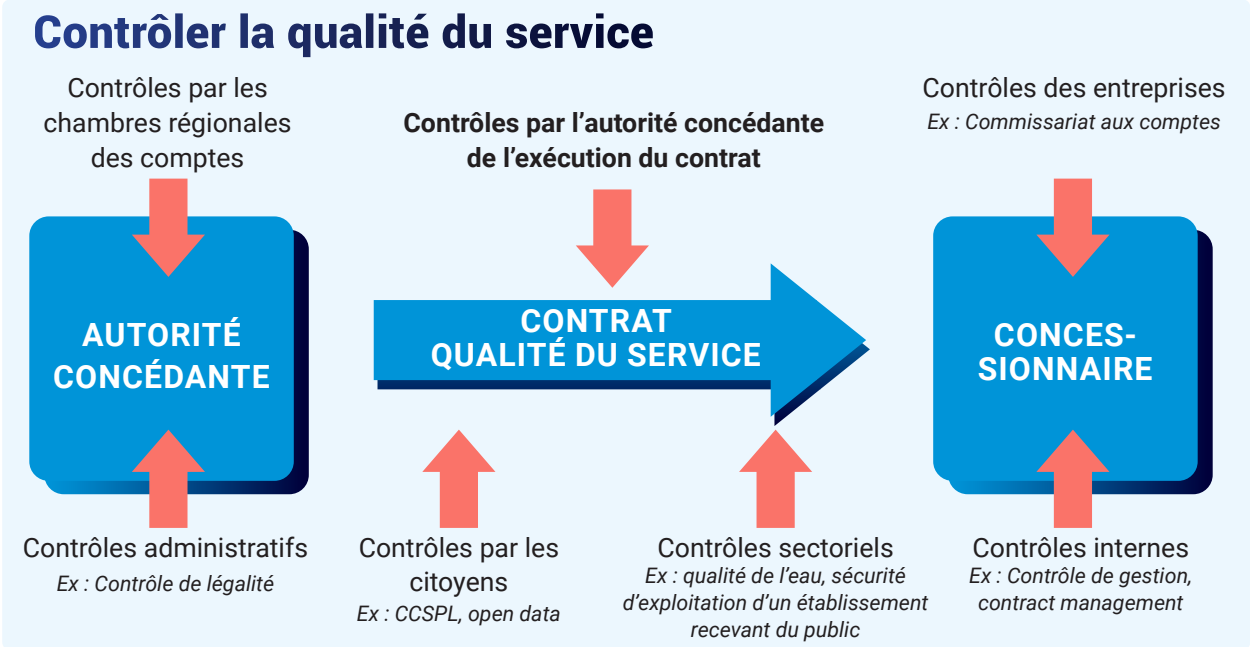 Contrôler la qualité du service
Contrôles par les
chambres régionales
des comptes
Contrôles par l’autorité concédante
de l’exécution du contrat
Contrôles des entreprises
Ex : Commissariat aux comptes
AUTORITÉ
CONCÉDANTE
CONTRAT
QUALITÉ DU SERVICE
CONCES-
SIONNAIRE
Contrôles administratifs
Ex : Contrôle de légalité
Contrôles par les
citoyens
Ex : CCSPL, open data
Contrôles sectoriels
Ex : qualité de l’eau, sécurité
d’exploitation d’un établissement
recevant du public
Contrôles internes
Ex : Contrôle de gestion,
contract management